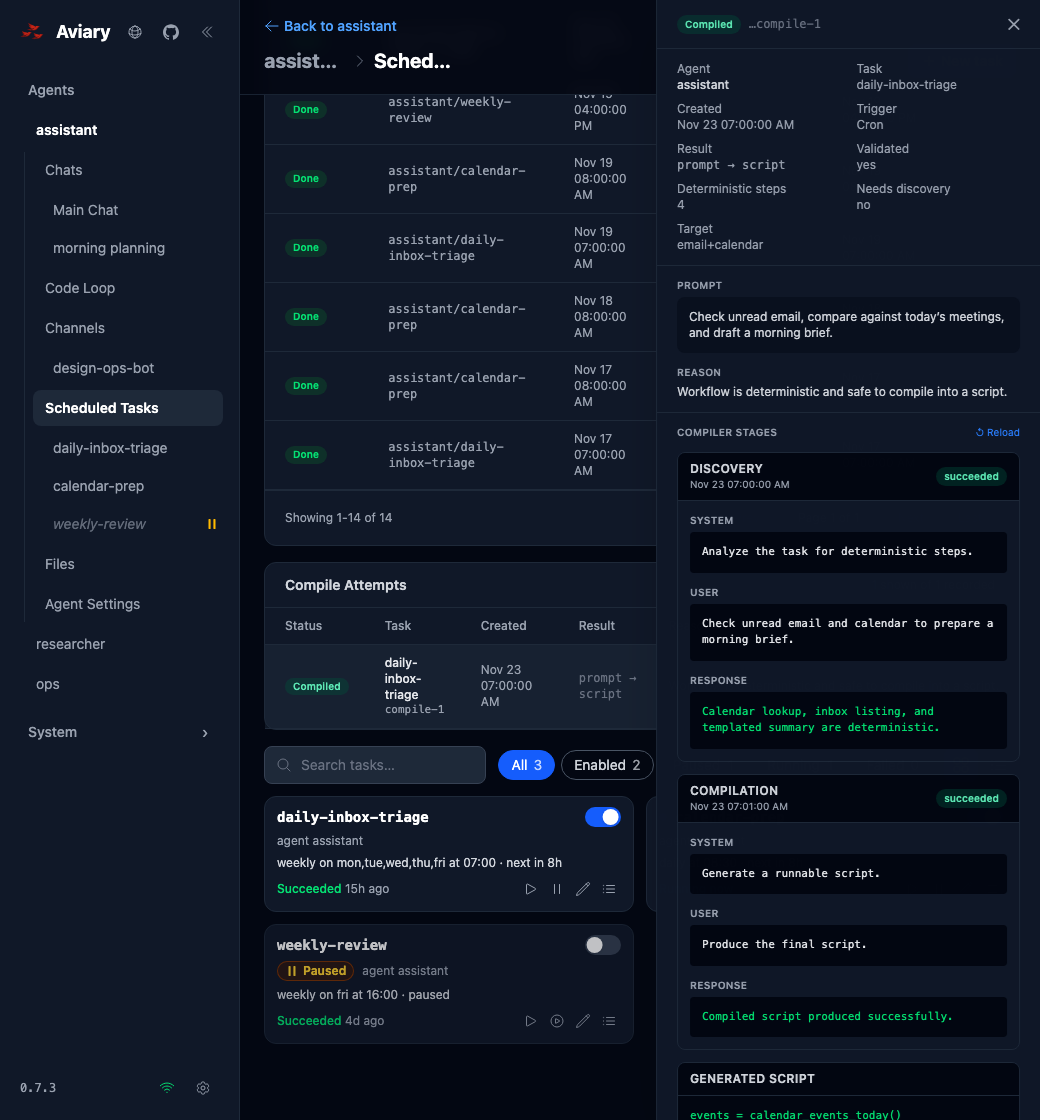 Aviary
Agents
assistant
Chats
Main Chat
morning planning
Code Loop
Channels
design-ops-bot
Scheduled Tasks
daily-inbox-triage
calendar-prep
weekly-review
Files
Agent Settings
researcher
ops
System
0.7.3
← Back to assistant
assist... > Sched...
Done
assistant/weekly-
review
04:00:00
PM
Done
assistant/calendar-
prep
Nov 19
08:00:00
AM
Done
assistant/daily-
inbox-triage
Nov 19
07:00:00
AM
Done
assistant/calendar-
prep
Nov 18
08:00:00
AM
Done
assistant/calendar-
prep
Nov 17
08:00:00
AM
Done
assistant/daily-
inbox-triage
Nov 17
07:00:00
AM
Showing 1-14 of 14
Compile Attempts
Status Task Created Result
Compiled
daily-
inbox-
triage
compile-1
Nov 23
07:00:00
AM
prompt →
script
Search tasks...
All 3
Enabled 2
daily-inbox-triage
agent assistant
weekly on mon,tue,wed,thu,fri at 07:00 · next in 8h
Succeeded 15h ago
weekly-review
Paused agent assistant
weekly on fri at 16:00 · paused
Succeeded 4d ago
Compiled …compile-1
Agent
assistant
Task
daily-inbox-triage
Created
Nov 23 07:00:00 AM
Trigger
Cron
Result
prompt → script
Validated
yes
Deterministic steps
4
Needs discovery
no
Target
email+calendar
PROMPT
Check unread email, compare against today's meetings,
and draft a morning brief.
REASON
Workflow is deterministic and safe to compile into a script.
COMPILER STAGES
Reload
DISCOVERY
Nov 23 07:00:00 AM
succeeded
SYSTEM
Analyze the task for deterministic steps.
USER
Check unread email and calendar to prepare a
morning brief.
RESPONSE
Calendar lookup, inbox listing, and
templated summary are deterministic.
COMPILATION
Nov 23 07:01:00 AM
succeeded
SYSTEM
Generate a runnable script.
USER
Produce the final script.
RESPONSE
Compiled script produced successfully.
GENERATED SCRIPT
events = calendar_events_today()